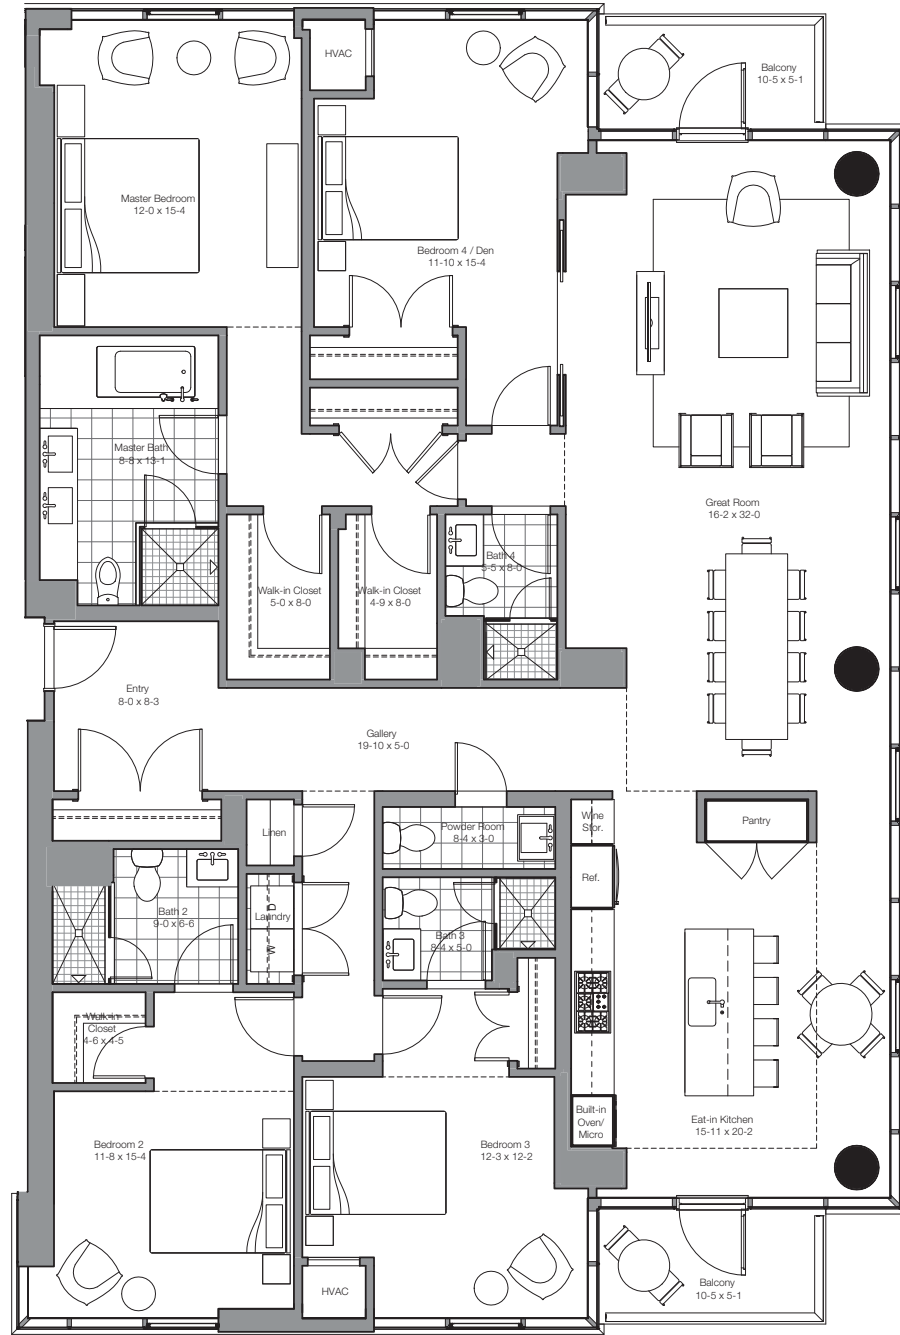 HVAC
Balcony
10-5 x 5-1
Master Bedroom
12-0 x 15-4
Bedroom 4 / Den
11-10 x 15-4
Master Bath
8-8 x 13-1
Great Room
16-2 x 32-0
Bath 4
5-5 x 8-0
Walk-in Closet
5-0 x 8-0
Walk-in Closet
4-9 x 8-0
Entry
8-0 x 8-3
Gallery
19-10 x 5-0
Linen
Powder Room
8-4 x 3-0
Wine
Stor.
Pantry
Ref.
Bath 2
9-0 x 6-6
D
Laundry
W
Bath 3
8-4 x 5-0
Walk-in
Closet
4-6 x 4-5
Built-in
Oven/
Micro
Eat-in Kitchen
15-11 x 20-2
Bedroom 2
11-8 x 15-4
Bedroom 3
12-3 x 12-2
HVAC
Balcony
10-5 x 5-1